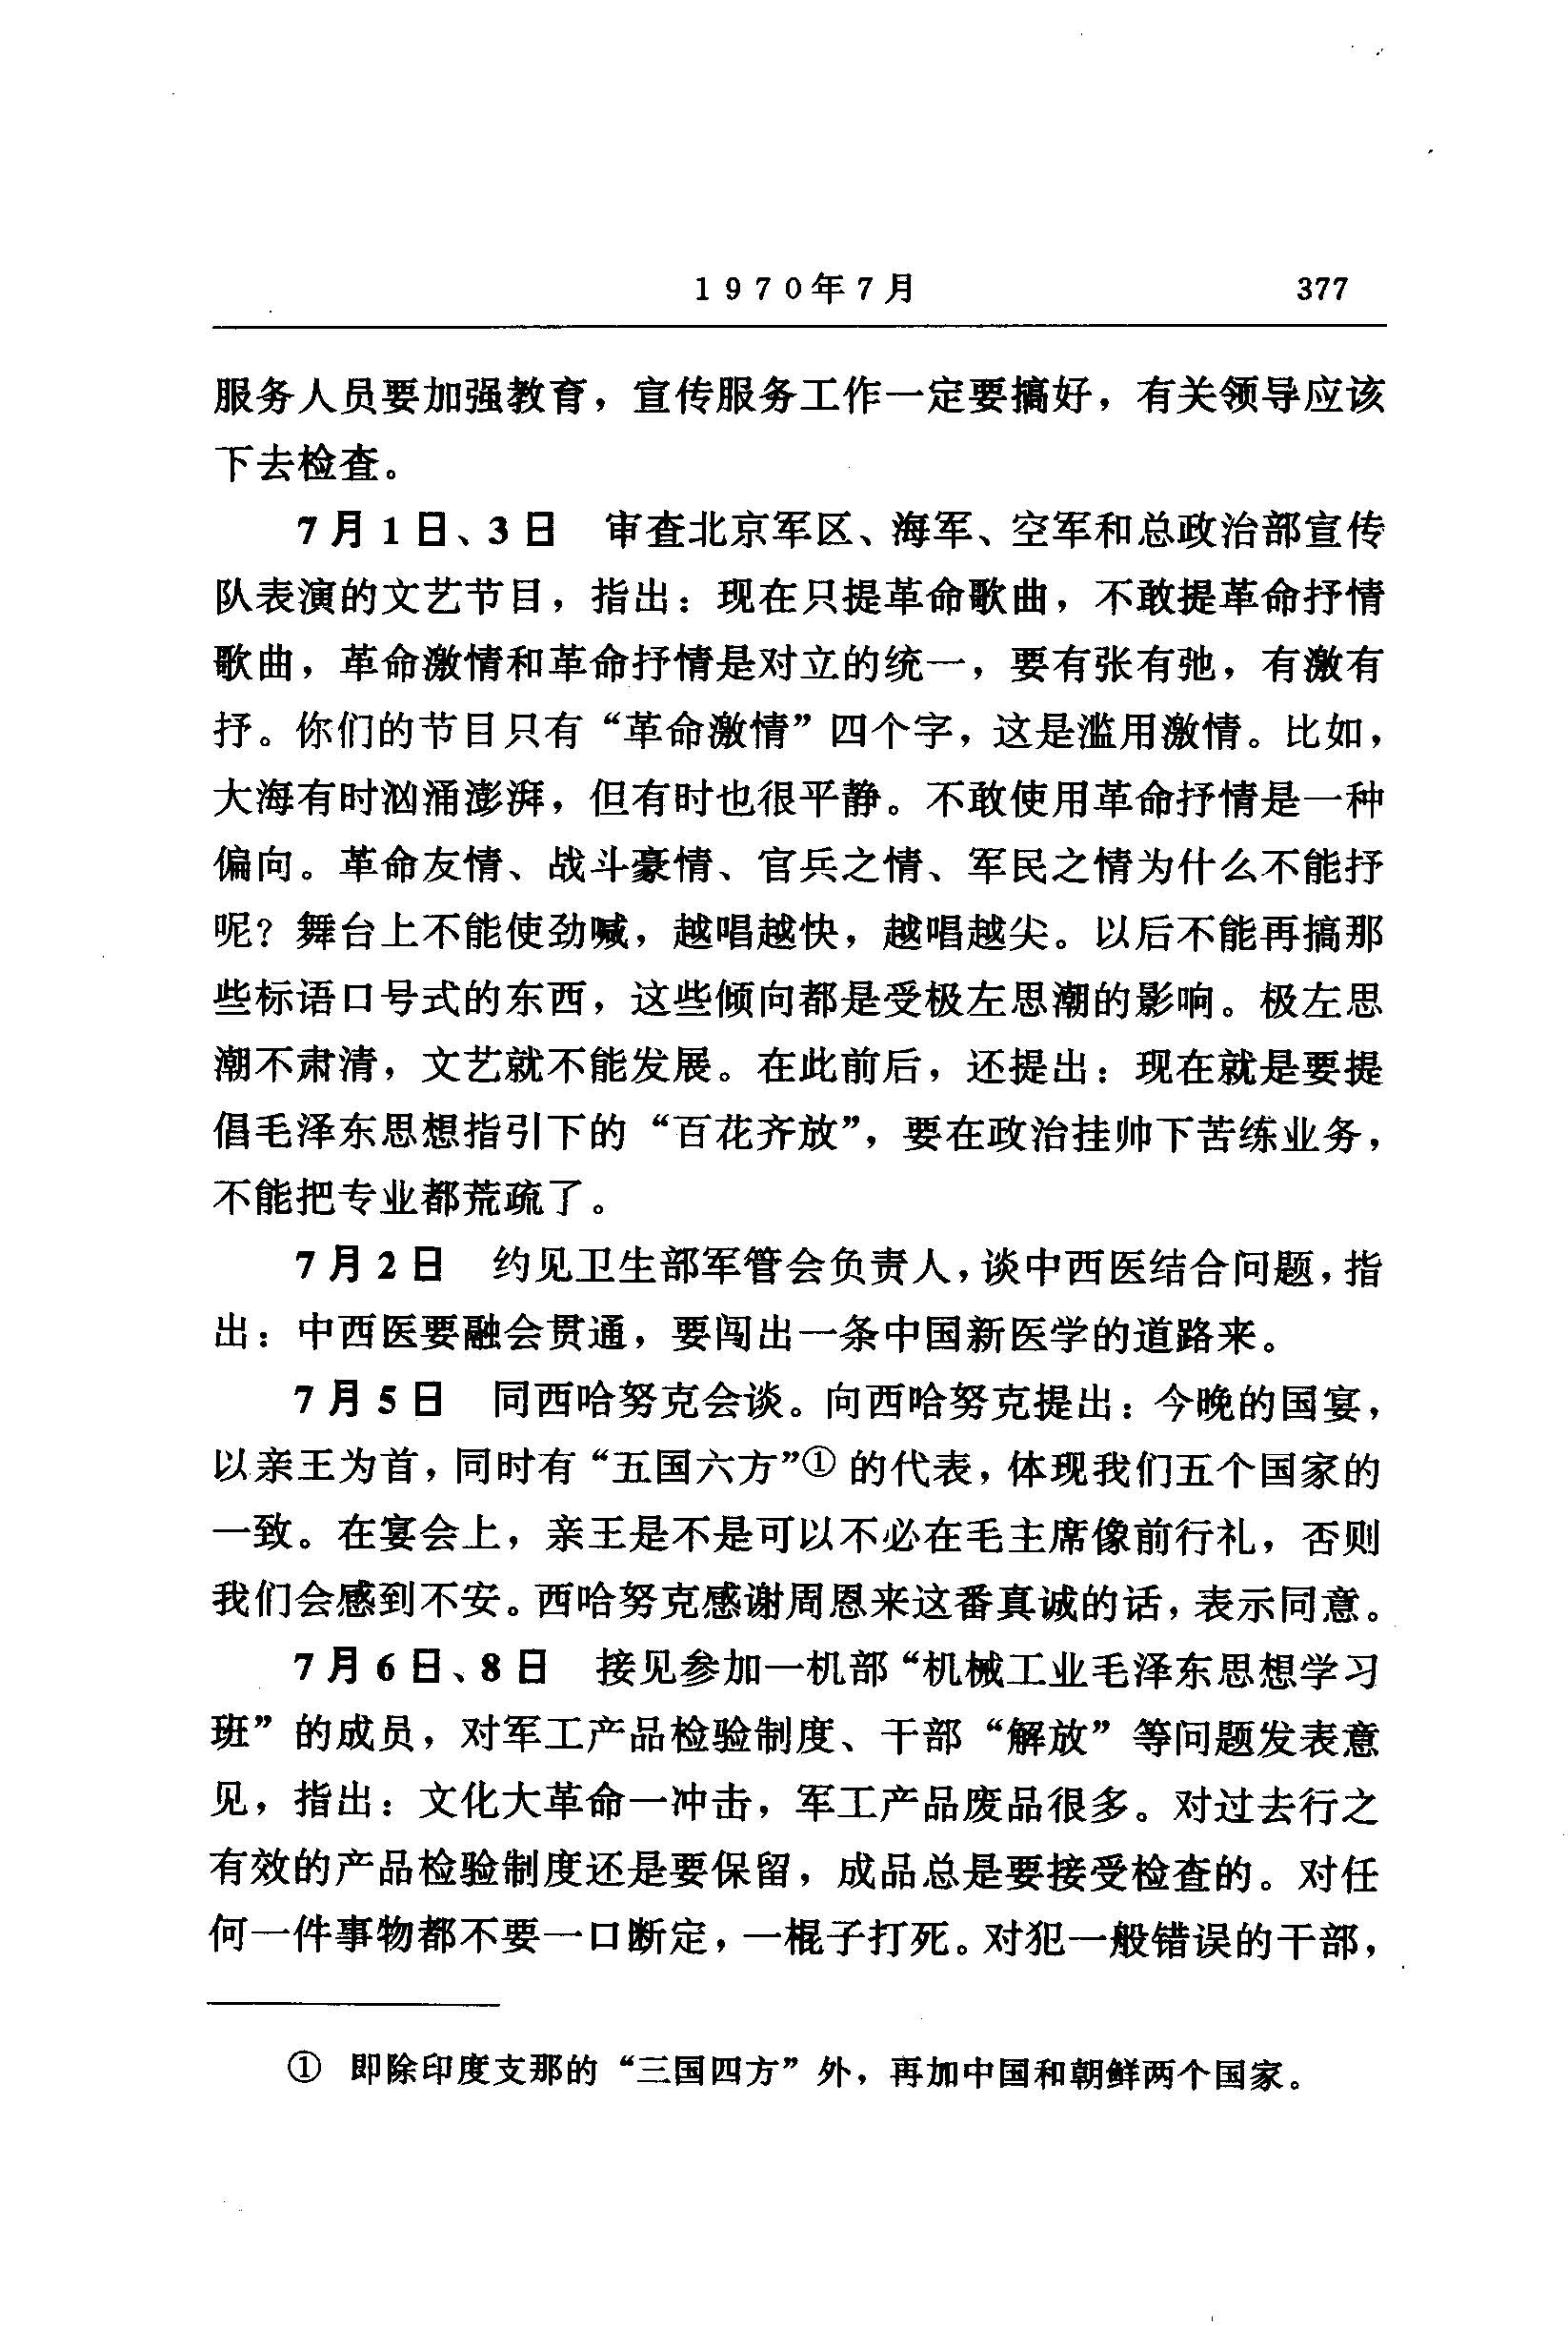 1970年7月 377
服务人员要加强教育，宣传服务工作一定要搞好，有关领导应该
下去检查。
7月1日、3日 审查北京军区、海军、空军和总政治部宣传
队表演的文艺节目，指出：现在只提革命歌曲，不敢提革命抒情
歌曲，革命激情和革命抒情是对立的统一，要有张有弛，有激有
抒。你们的节目只有“革命激情”四个字，这是滥用激情。比如，
大海有时汹涌澎湃，但有时也很平静。不敢使用革命抒情是一种
偏向。革命友情、战斗豪情、官兵之情、军民之情为什么不能抒
呢？舞台上不能使劲喊，越唱越快，越唱越尖。以后不能再搞那
些标语口号式的东西，这些倾向都是受极左思潮的影响。极左思
潮不肃清，文艺就不能发展。在此前后，还提出：现在就是要提
倡毛泽东思想指引下的“百花齐放”，要在政治挂帅下苦练业务，
不能把专业都荒疏了。
7月2日 约见卫生部军管会负责人，谈中西医结合问题，指
出：中西医要融会贯通，要闯出一条中国新医学的道路来。
7月5日 同西哈努克会谈。向西哈努克提出：今晚的国宴，
以亲王为首，同时有“五国六方”①的代表，体现我们五个国家的
一致。在宴会上，亲王是不是可以不必在毛主席像前行礼，否则
我们会感到不安。西哈努克感谢周恩来这番真诚的话，表示同意。
7月6日、8日 接见参加一机部“机械工业毛泽东思想学习
班”的成员，对军工产品检验制度、干部“解放”等问题发表意
见，指出：文化大革命一冲击，军工产品废品很多。对过去行之
有效的产品检验制度还是要保留，成品总是要接受检查的。对任
何一件事物都不要一口断定，一棍子打死。对犯一般错误的干部，
① 即除印度支那的“三国四方”外，再加中国和朝鲜两个国家。